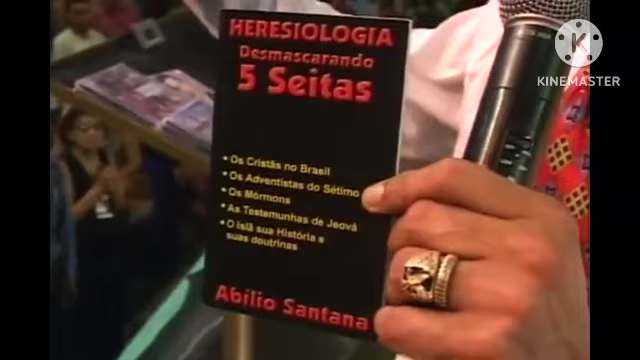 HERESIOLOGIA
Desmascarando
5 Seitas
• Os Cristãs no Brasil
• Os Adventistas do Sétimo
• Os Mórmons
• As Testemunhas de Jeová
• O Islã sua História e
suas doutrinas
Abílio Santana
K
KINEMASTER